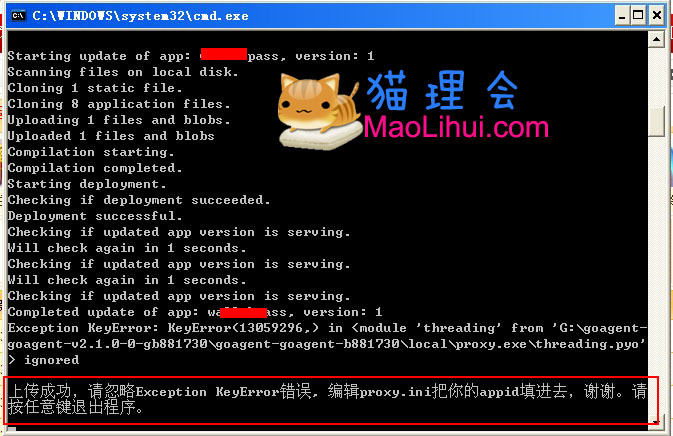 C:\WINDOWS\system32\cmd.exe
Starting update of app: pass, version: 1
Scanning files on local disk.
Cloning 1 static file.
Cloning 8 application files.
Uploading 1 files and blobs.
Uploaded 1 files and blobs
Compilation starting.
Compilation completed.
Starting deployment.
Checking if deployment succeeded.
Deployment successful.
Checking if updated app version is serving.
Will check again in 1 seconds.
Checking if updated app version is serving.
Will check again in 1 seconds.
Checking if updated app version is serving.
Completed update of app: ass, version: 1
Exception KeyError: KeyError(13059296,) in <module 'threading' from 'G:\goagent-
goagent-v2.1.0-0-gb881730\goagent-goagent-b881730\local\proxy.exe\threading.pyo'
> ignored
上传成功，请忽略Exception KeyError错误, 编辑proxy.ini把你的appid填进去，谢谢。请
按任意键退出程序。
猫理会
MaoLihui.com